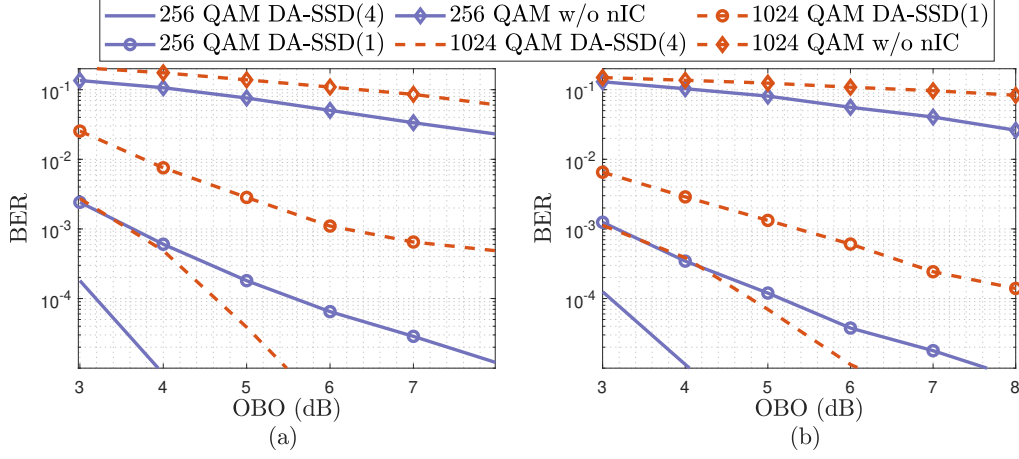 256 QAM DA-SSD(4) 256 QAM w/o nIC 1024 QAM DA-SSD(1)
256 QAM DA-SSD(1) 1024 QAM DA-SSD(4) 1024 QAM w/o nIC
10-1 10-1
10-2 10-2
BER BER
10-3 10-3
10-4 10-4
3 4 5 6 7 3 4 5 6 7 8
OBO (dB) OBO (dB)
(a) (b)